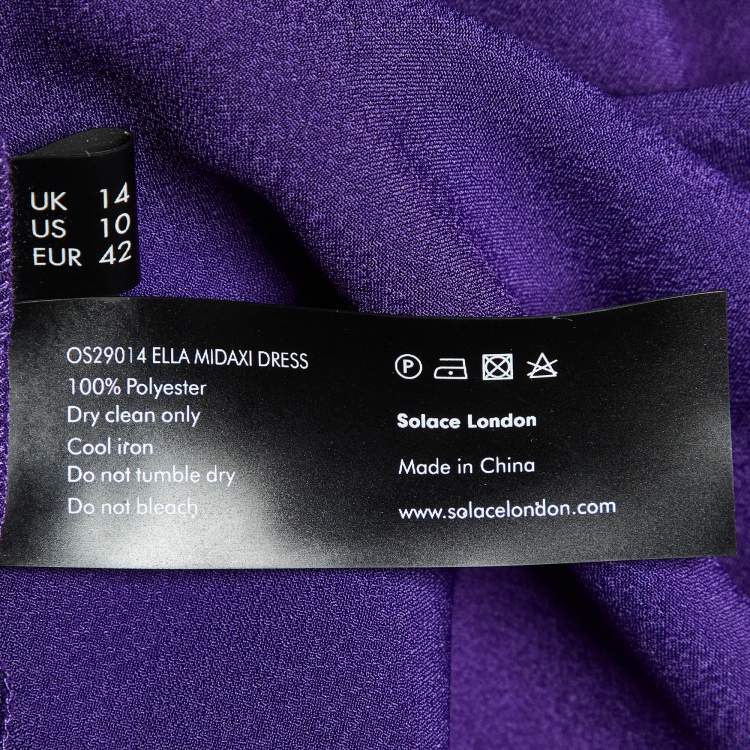 UK 14
US 10
EUR 42
OS29014 ELLA MIDAXI DRESS
100% Polyester
Dry clean only
Cool iron
Do not tumble dry
Do not bleach
P
Solace London
Made in China
www.solacelondon.com